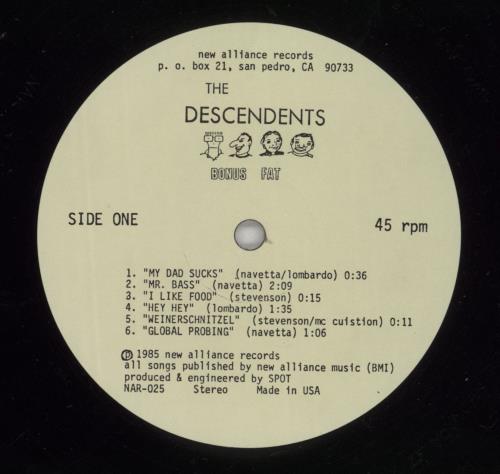 new alliance records
p. o. box 21, san pedro, CA 90733
THE
DESCENDENTS
BONUS FAT
SIDE ONE
45 rpm
1. "MY DAD SUCKS" (navetta/lombardo) 0:36
2. "MR. BASS" (navetta) 2:09
3. "I LIKE FOOD" (stevenson) 0:15
4. "HEY HEY" (lombardo) 1:35
5. "WEINERSCHNITZEL" (stevenson/mc cuistion) 0:11
6. "GLOBAL PROBING" (navetta) 1:06
℗ 1985 new alliance records
all songs published by new alliance music (BMI)
produced & engineered by SPOT
NAR-025 Stereo Made in USA